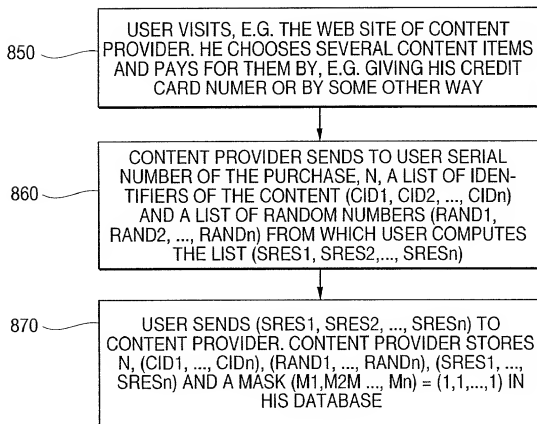 850
USER VISITS, E.G. THE WEB SITE OF CONTENT
PROVIDER. HE CHOOSES SEVERAL CONTENT ITEMS
AND PAYS FOR THEM BY, E.G. GIVING HIS CREDIT
CARD NUMER OR BY SOME OTHER WAY
860
CONTENT PROVIDER SENDS TO USER SERIAL
NUMBER OF THE PURCHASE, N, A LIST OF IDEN-
TIFIERS OF THE CONTENT (CID1, CID2, ..., CIDn)
AND A LIST OF RANDOM NUMBERS (RAND1,
RAND2, ..., RANDn) FROM WHICH USER COMPUTES
THE LIST (SRES1, SRES2,..., SRESn)
870
USER SENDS (SRES1, SRES2, ..., SRESn) TO
CONTENT PROVIDER. CONTENT PROVIDER STORES
N, (CID1, ..., CIDn), (RAND1, ..., RANDn), (SRES1, ...,
SRESn) AND A MASK (M1,M2M ..., Mn) = (1,1,...,1) IN
HIS DATABASE